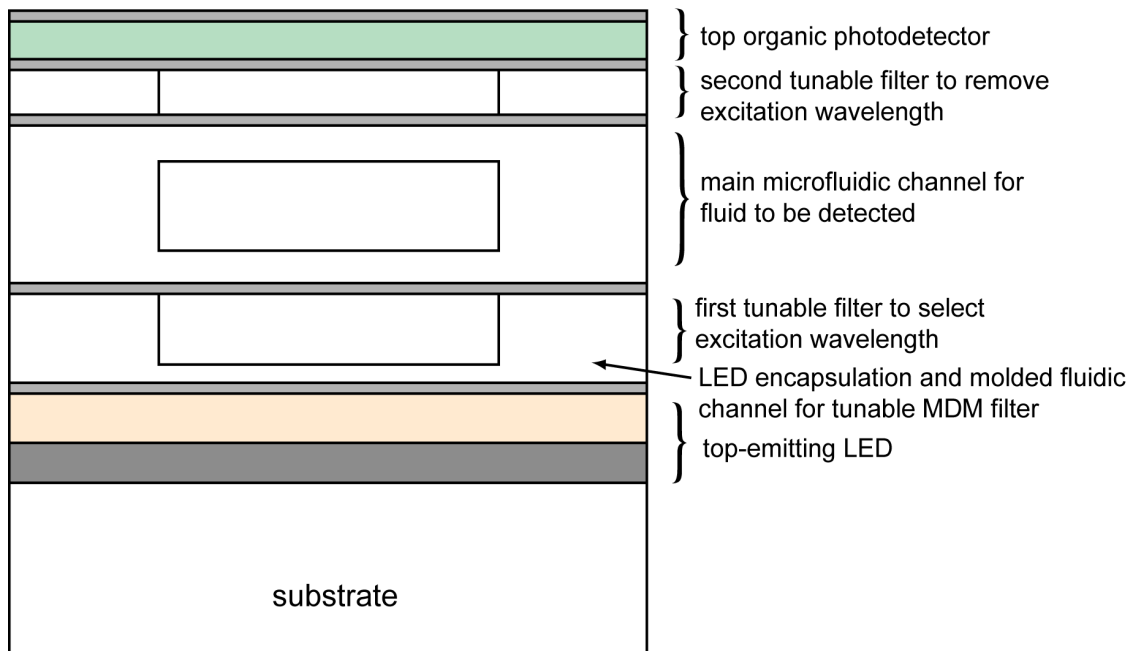 top organic photodetector
second tunable filter to remove
excitation wavelength
main microfluidic channel for
fluid to be detected
first tunable filter to select
excitation wavelength
LED encapsulation and molded fluidic
channel for tunable MDM filter
top-emitting LED
substrate